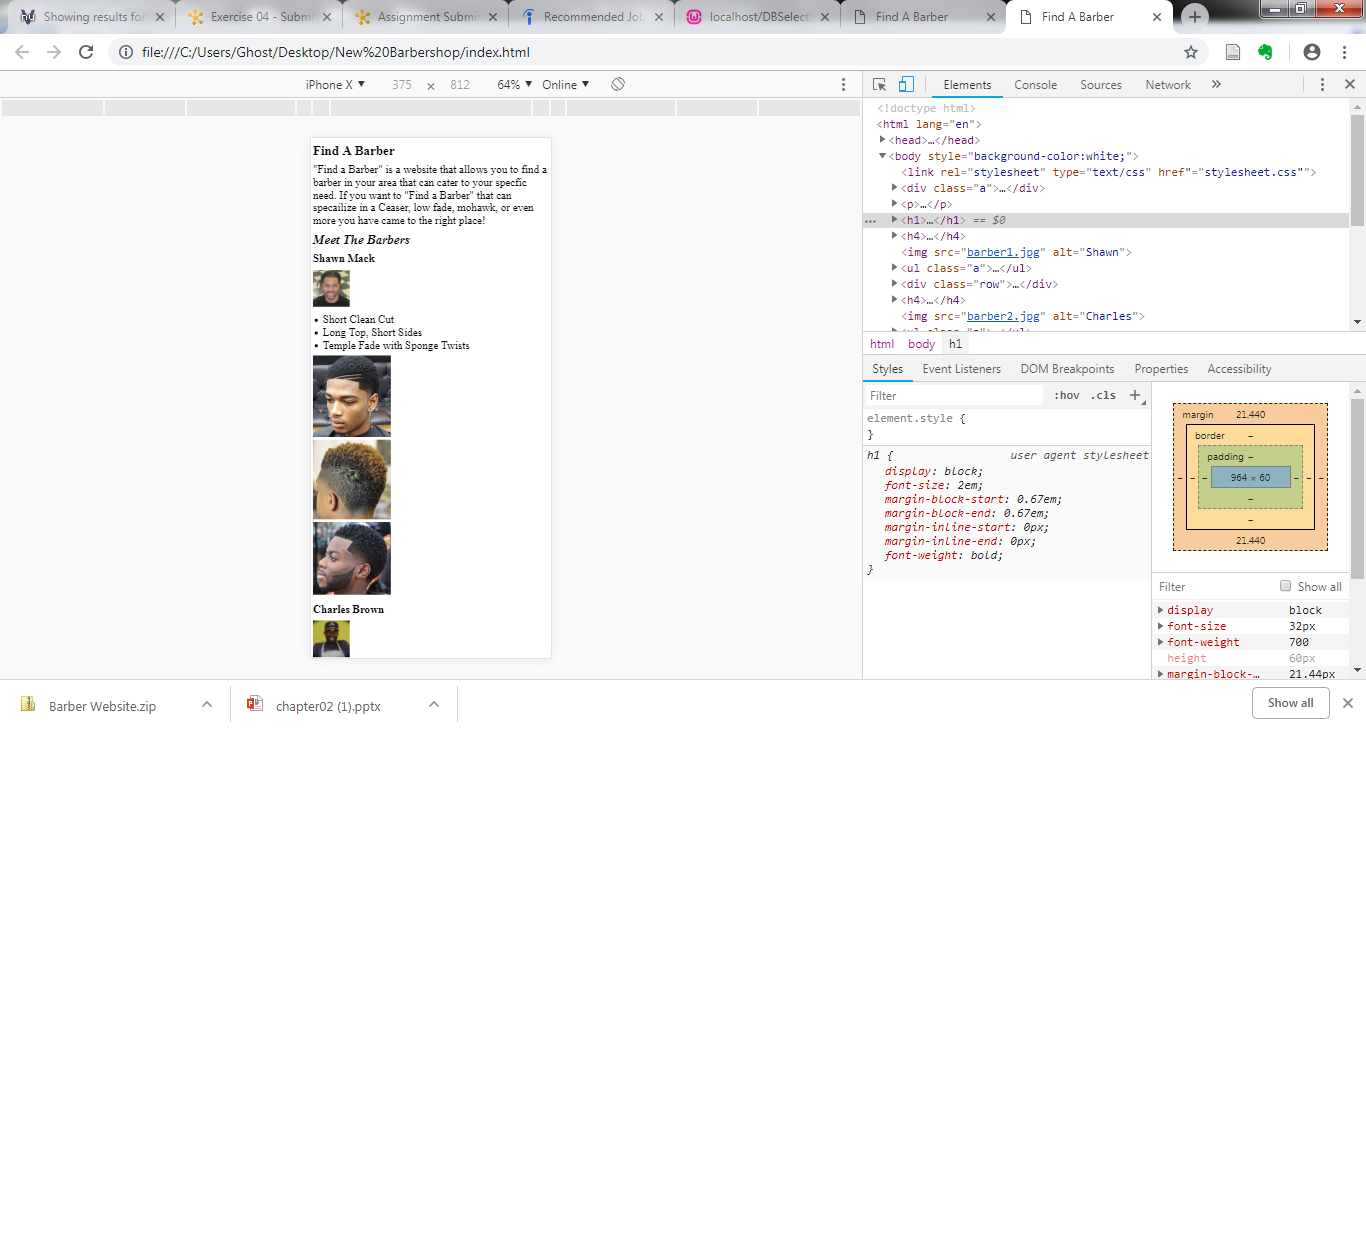 Showing results for
Exercise 04 - Subm
Assignment Submi
Recommended Job
localhost/DBSelect
Find A Barber
Find A Barber
file:///C:/Users/Ghost/Desktop/New%20Barbershop/index.html
iPhone X ▼ 375 × 812 64% ▼ Online ▼
Elements Console Sources Network »
<!doctype html>
<html lang="en">
<head>…</head>
<body style="background-color:white;">
<link rel="stylesheet" type="text/css" href"="stylesheet.css"">
<div class="a">…</div>
<p>…</p>
… <h1>…</h1> == $0
<h4>…</h4>
<img src="barber1.jpg" alt="Shawn">
<ul class="a">…</ul>
<div class="row">…</div>
<h4>…</h4>
<img src="barber2.jpg" alt="Charles">
<ul class="a">…</ul>
html body h1
Styles Event Listeners DOM Breakpoints Properties Accessibility
Filter :hov .cls +
element.style {
}
h1 { user agent stylesheet
display: block;
font-size: 2em;
margin-block-start: 0.67em;
margin-block-end: 0.67em;
margin-inline-start: 0px;
margin-inline-end: 0px;
font-weight: bold;
}
margin 21.440
border –
padding –
– – – 964 × 60 – – –
–
–
21.440
Filter Show all
display block
font-size 32px
font-weight 700
height 60px
margin-block-… 21.44px
Find A Barber
"Find a Barber" is a website that allows you to find a
barber in your area that can cater to your specfic
need. If you want to "Find a Barber" that can
specailize in a Ceaser, low fade, mohawk, or even
more you have came to the right place!
Meet The Barbers
Shawn Mack
• Short Clean Cut
• Long Top, Short Sides
• Temple Fade with Sponge Twists
Charles Brown
Barber Website.zip
chapter02 (1).pptx
Show all